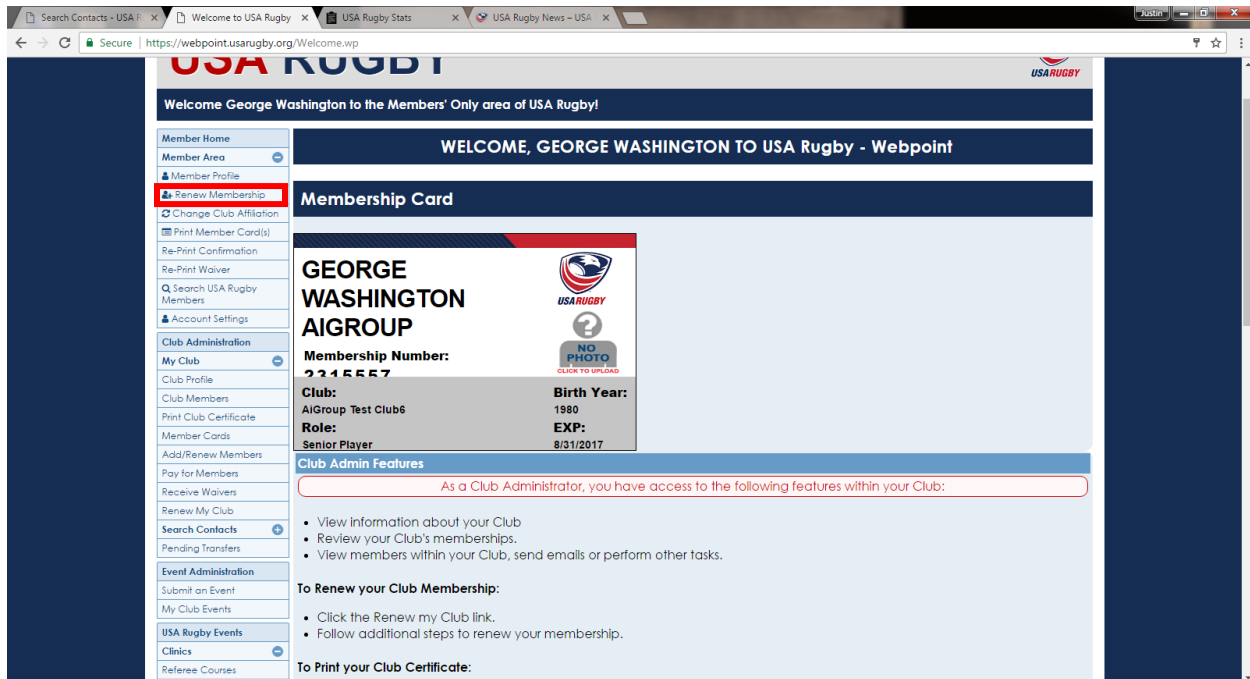 Search Contacts - USA R
Welcome to USA Rugby
USA Rugby Stats
USA Rugby News – USA
Justin
Secure | https://webpoint.usarugby.org/Welcome.wp
USA RUGBY
USARUGBY
Welcome George Washington to the Members' Only area of USA Rugby!
Member Home
Member Area
Member Profile
Renew Membership
Change Club Affiliation
Print Member Card(s)
Re-Print Confirmation
Re-Print Waiver
Search USA Rugby
Members
Account Settings
Club Administration
My Club
Club Profile
Club Members
Print Club Certificate
Member Cards
Add/Renew Members
Pay for Members
Receive Waivers
Renew My Club
Search Contacts
Pending Transfers
Event Administration
Submit an Event
My Club Events
USA Rugby Events
Clinics
Referee Courses
WELCOME, GEORGE WASHINGTON TO USA Rugby - Webpoint
Membership Card
GEORGE
WASHINGTON
AIGROUP
USARUGBY
?
NO
PHOTO
CLICK TO UPLOAD
Membership Number:
2315557
Club: Birth Year:
AiGroup Test Club6 1980
Role: EXP:
Senior Player 8/31/2017
Club Admin Features
As a Club Administrator, you have access to the following features within your Club:
• View information about your Club
• Review your Club's memberships.
• View members within your Club, send emails or perform other tasks.
To Renew your Club Membership:
• Click the Renew my Club link.
• Follow additional steps to renew your membership.
To Print your Club Certificate: